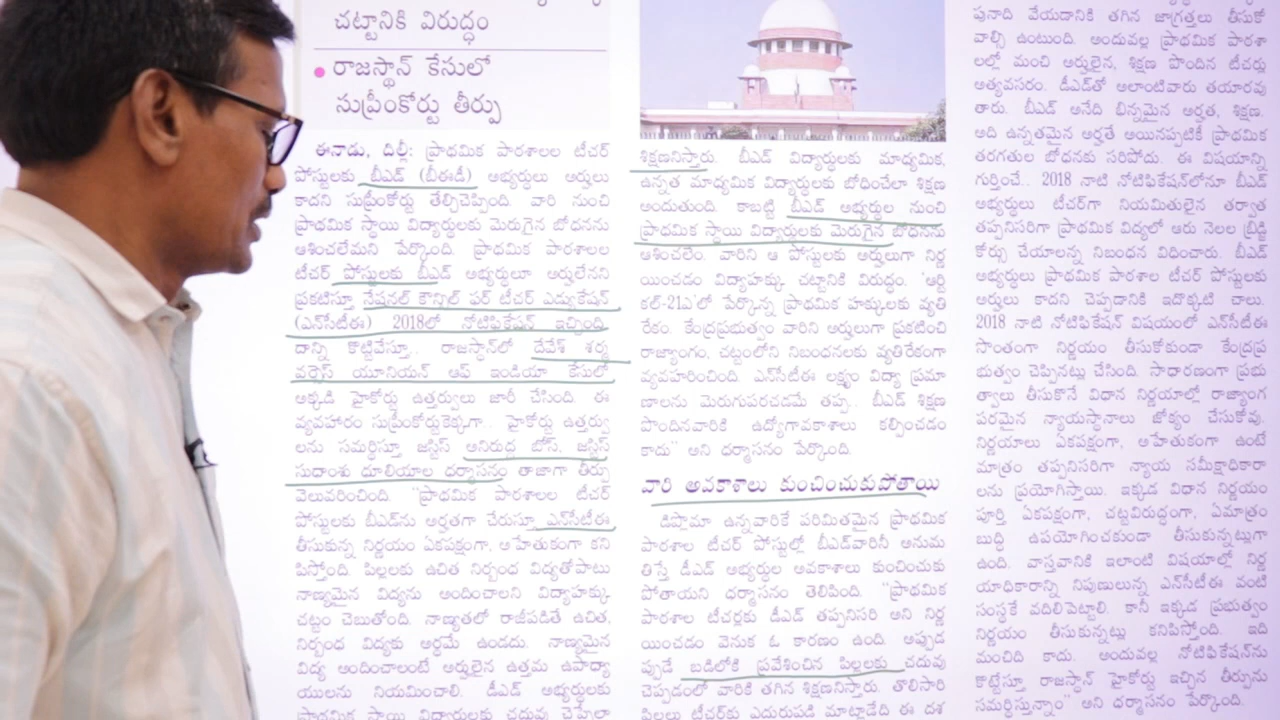 చట్టానికి విరుద్ధం
• రాజస్థాన్ కేసులో
సుప్రీంకోర్టు తీర్పు
ఈనాడు, దిల్లీ: ప్రాథమిక పాఠశాలల టీచర్
పోస్టులకు బీఎడ్ (బీఈడీ) అభ్యర్థులు అర్హులు
కాదని సుప్రీంకోర్టు తేల్చిచెప్పింది. వారి నుంచి
ప్రాథమిక స్థాయి విద్యార్థులకు మెరుగైన బోధనను
ఆశించలేమని పేర్కొంది. ప్రాథమిక పాఠశాలల
టీచర్ పోస్టులకు బీఎడ్ అభ్యర్థులూ అర్హులేనని
ప్రకటిస్తూ నేషనల్ కౌన్సిల్ ఫర్ టీచర్ ఎడ్యుకేషన్
(ఎన్‌సీటీఈ) 2018లో నోటిఫికేషన్ ఇచ్చింది.
దాన్ని కొట్టివేస్తూ.. రాజస్థాన్‌లో దేవేశ్ శర్మ
వర్సెస్ యూనియన్ ఆఫ్ ఇండియా కేసులో
అక్కడి హైకోర్టు ఉత్తర్వులు జారీ చేసింది. ఈ
వ్యవహారం సుప్రీంకోర్టుకెక్కగా.. హైకోర్టు ఉత్తర్వు
లను సమర్థిస్తూ జస్టిస్ అనిరుద్ధ బోస్, జస్టిస్
సుదాంశు ధూలియాల ధర్మాసనం తాజాగా తీర్పు
వెలువరించింది. "ప్రాథమిక పాఠశాలల టీచర్
పోస్టులకు బీఎడ్‌ను అర్హతగా చేరుస్తూ ఎన్‌సీటీఈ
తీసుకున్న నిర్ణయం ఏకపక్షంగా, అహేతుకంగా కని
పిస్తోంది. పిల్లలకు ఉచిత నిర్బంధ విద్యతోపాటు
నాణ్యమైన విద్యను అందించాలని విద్యాహక్కు
చట్టం చెబుతోంది. నాణ్యతలో రాజీపడితే ఉచిత,
నిర్బంధ విద్యకు అర్థమే ఉండదు. నాణ్యమైన
విద్య అందించాలంటే అర్హులైన ఉత్తమ ఉపాధ్యా
యులను నియమించాలి. డీఎడ్ అభ్యర్థులకు
ప్రాథమిక స్థాయి విద్యార్థులకు చదువు చెప్పేలా
శిక్షణనిస్తారు. బీఎడ్ విద్యార్థులకు మాధ్యమిక,
ఉన్నత మాధ్యమిక విద్యార్థులకు బోధించేలా శిక్షణ
అందుతుంది. కాబట్టి బీఎడ్ అభ్యర్థుల నుంచి
ప్రాథమిక స్థాయి విద్యార్థులకు మెరుగైన బోధనను
ఆశించలేం. వారిని ఆ పోస్టులకు అర్హులుగా నిర్ణ
యించడం విద్యాహక్కు చట్టానికి విరుద్ధం. 'ఆర్టి
కల్-21ఎ'లో పేర్కొన్న ప్రాథమిక హక్కులకు వ్యతి
రేకం. కేంద్రప్రభుత్వం వారిని అర్హులుగా ప్రకటించి
రాజ్యాంగం, చట్టంలోని నిబంధనలకు వ్యతిరేకంగా
వ్యవహరించింది. ఎన్‌సీటీఈ లక్ష్యం విద్యా ప్రమా
ణాలను మెరుగుపరచడమే తప్ప.. బీఎడ్ శిక్షణ
పొందినవారికి ఉద్యోగావకాశాలు కల్పించడం
కాదు" అని ధర్మాసనం పేర్కొంది.
వారి అవకాశాలు కుంచించుకుపోతాయి
డిప్లొమా ఉన్నవారికే పరిమితమైన ప్రాథమిక
పాఠశాల టీచర్ పోస్టుల్లో బీఎడ్‌వారినీ అనుమ
తిస్తే డీఎడ్ అభ్యర్థుల అవకాశాలు కుంచించుకు
పోతాయని ధర్మాసనం తెలిపింది. "ప్రాథమిక
పాఠశాల టీచర్లకు డీఎడ్ తప్పనిసరి అని నిర్ణ
యించడం వెనుక ఓ కారణం ఉంది. అప్పుడ
ప్పుడే బడిలోకి ప్రవేశించిన పిల్లలకు చదువు
చెప్పడంలో వారికి తగిన శిక్షణనిస్తారు. తొలిసారి
పిల్లలు టీచర్‌కు ఎదురుపడి మాట్లాడేది ఈ దశ
పునాది వేయడానికి తగిన జాగ్రత్తలు తీసుకో
వాల్సి ఉంటుంది. అందువల్ల ప్రాథమిక పాఠశా
లల్లో మంచి అర్హులైన, శిక్షణ పొందిన టీచర్లు
అత్యవసరం. డీఎడ్‌తో అలాంటివారు తయారవు
తారు. బీఎడ్ అనేది భిన్నమైన అర్హత, శిక్షణ.
అది ఉన్నతమైన అర్హతే అయినప్పటికీ ప్రాథమిక
తరగతుల బోధనకు సరిపోదు. ఈ విషయాన్ని
గుర్తించే.. 2018 నాటి నోటిఫికేషన్‌లోనూ బీఎడ్
అభ్యర్థులు టీచర్‌గా నియమితులైన తర్వాత
తప్పనిసరిగా ప్రాథమిక విద్యలో ఆరు నెలల బ్రిడ్జి
కోర్సు చేయాలన్న నిబంధన విధించారు. బీఎడ్
అభ్యర్థులు ప్రాథమిక పాఠశాల టీచర్ పోస్టులకు
అర్హులు కాదని చెప్పడానికి ఇదొక్కటి చాలు.
2018 నాటి నోటిఫికేషన్ విషయంలో ఎన్‌సీటీఈ
సొంతంగా నిర్ణయం తీసుకోకుండా కేంద్రప్ర
భుత్వం చెప్పినట్లు చేసింది. సాధారణంగా ప్రభు
త్వాలు తీసుకొనే విధాన నిర్ణయాల్లో రాజ్యాంగ
పరమైన న్యాయస్థానాలు జోక్యం చేసుకోవు.
నిర్ణయాలు ఏకపక్షంగా, అహేతుకంగా ఉంటే
మాత్రం తప్పనిసరిగా న్యాయ సమీక్షాధికారా
లను ప్రయోగిస్తాయి. ఇక్కడ విధాన నిర్ణయం
పూర్తి ఏకపక్షంగా, చట్టవిరుద్ధంగా, ఏమాత్రం
బుద్ధి ఉపయోగించకుండా తీసుకున్నట్లుగా
ఉంది. వాస్తవానికి ఇలాంటి విషయాల్లో నిర్ణ
యాధికారాన్ని నిపుణులున్న ఎన్‌సీటీఈ వంటి
సంస్థకే వదిలిపెట్టాలి. కానీ ఇక్కడ ప్రభుత్వం
నిర్ణయం తీసుకున్నట్లు కనిపిస్తోంది. ఇది
మంచిది కాదు. అందువల్ల నోటిఫికేషన్‌ను
కొట్టేస్తూ రాజస్థాన్ హైకోర్టు ఇచ్చిన తీర్పును
సమర్థిస్తున్నాం" అని ధర్మాసనం పేర్కొంది.